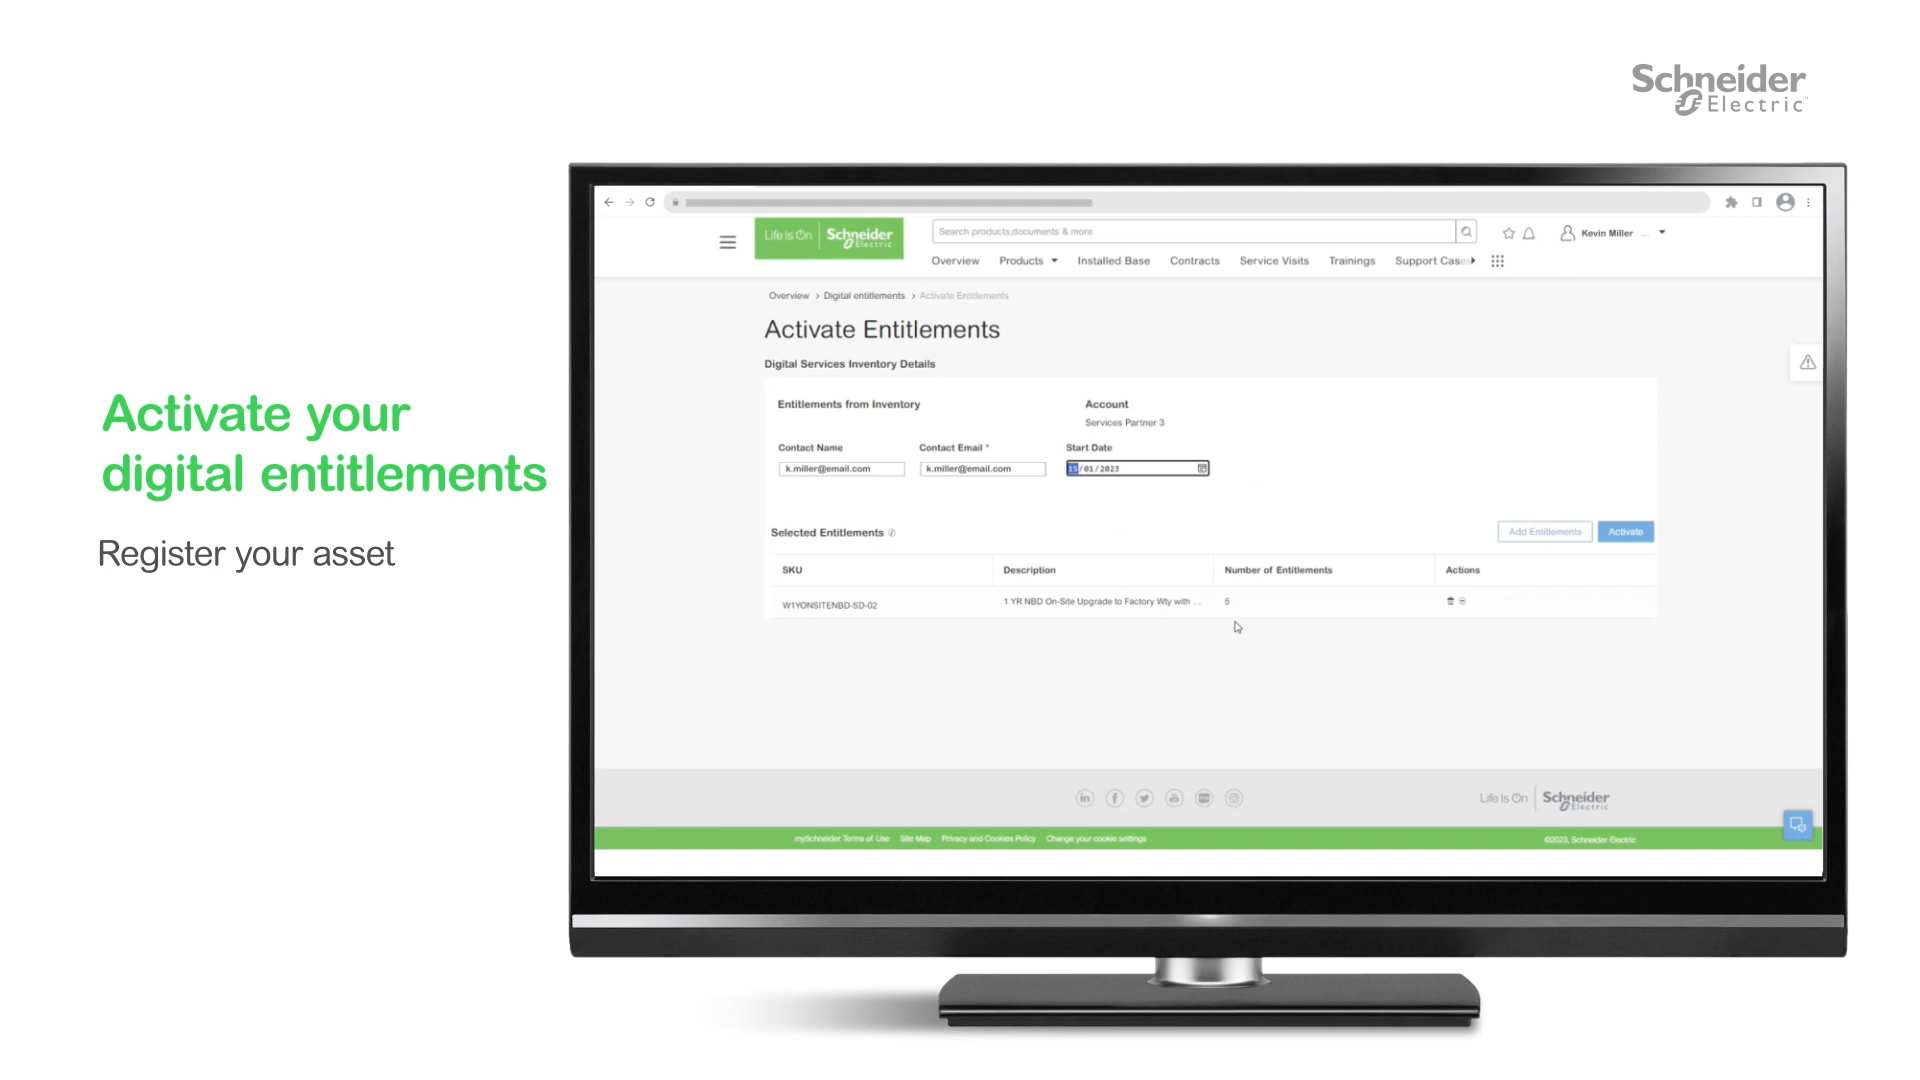 Schneider
Electric
Activate your
digital entitlements
Register your asset
Life Is On | Schneider
Electric
Search products,documents & more
Kevin Miller ...
Overview Products Installed Base Contracts Service Visits Trainings Support Cases
Overview > Digital entitlements > Activate Entitlements
Activate Entitlements
Digital Services Inventory Details
Entitlements from Inventory
Account
Services Partner 3
Contact Name Contact Email * Start Date
k.miller@email.com k.miller@email.com 15/01/2023
Selected Entitlements
Add Entitlements Activate
SKU Description Number of Entitlements Actions
W1YONSITENBD-SD-02 1 YR NBD On-Site Upgrade to Factory Wty with ... 5
Life Is On | Schneider
Electric
mySchneider Terms of Use Site Map Privacy and Cookies Policy Change your cookie settings ©2023, Schneider Electric